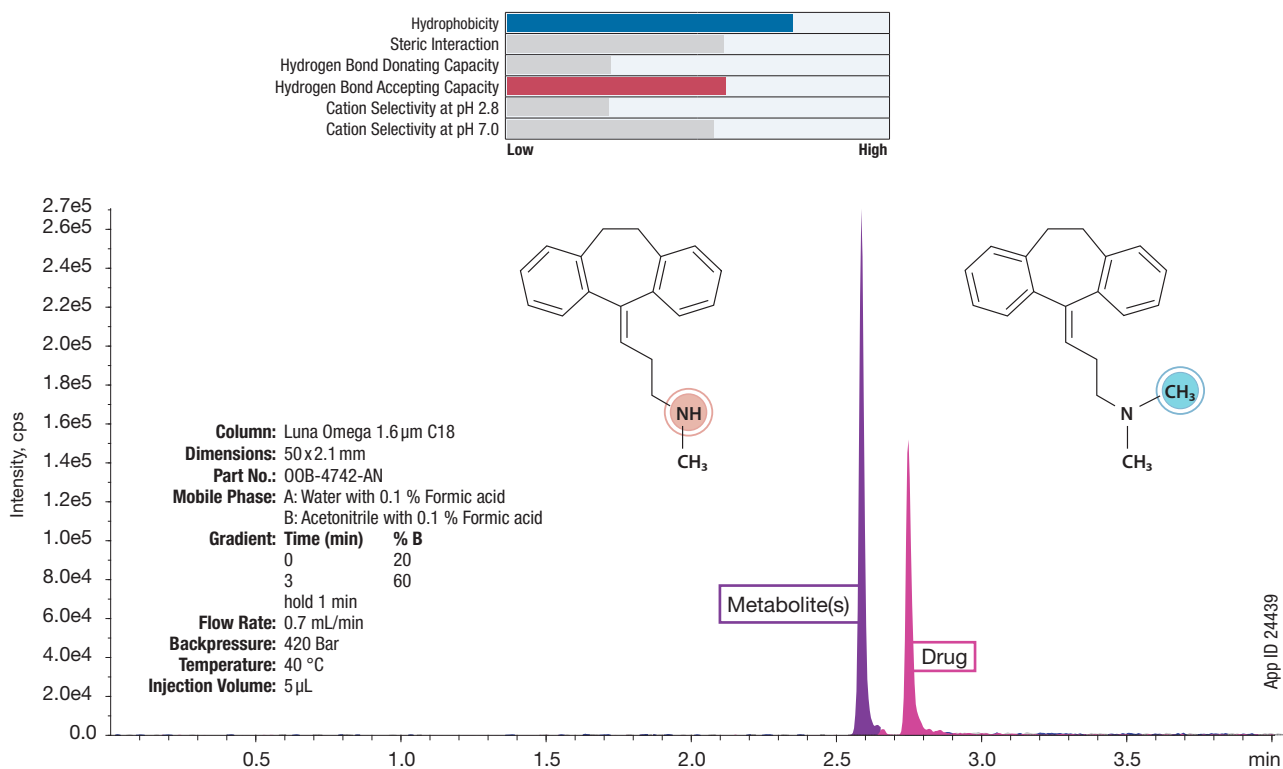 Hydrophobicity
Steric Interaction
Hydrogen Bond Donating Capacity
Hydrogen Bond Accepting Capacity
Cation Selectivity at pH 2.8
Cation Selectivity at pH 7.0
Low High
2.7e5
2.6e5
2.4e5
2.2e5
2.0e5
1.8e5
1.6e5
1.4e5
1.2e5
1.0e5
8.0e4
6.0e4
4.0e4
2.0e4
0.0
Intensity, cps
NH
CH₃
CH₃
N
CH₃
Column: Luna Omega 1.6 µm C18
Dimensions: 50 x 2.1 mm
Part No.: OOB-4742-AN
Mobile Phase: A: Water with 0.1 % Formic acid
B: Acetonitrile with 0.1 % Formic acid
Gradient: Time (min) % B
0 20
3 60
hold 1 min
Flow Rate: 0.7 mL/min
Backpressure: 420 Bar
Temperature: 40 °C
Injection Volume: 5 µL
Metabolite(s)
Drug
App ID 24439
0.5 1.0 1.5 2.0 2.5 3.0 3.5 min